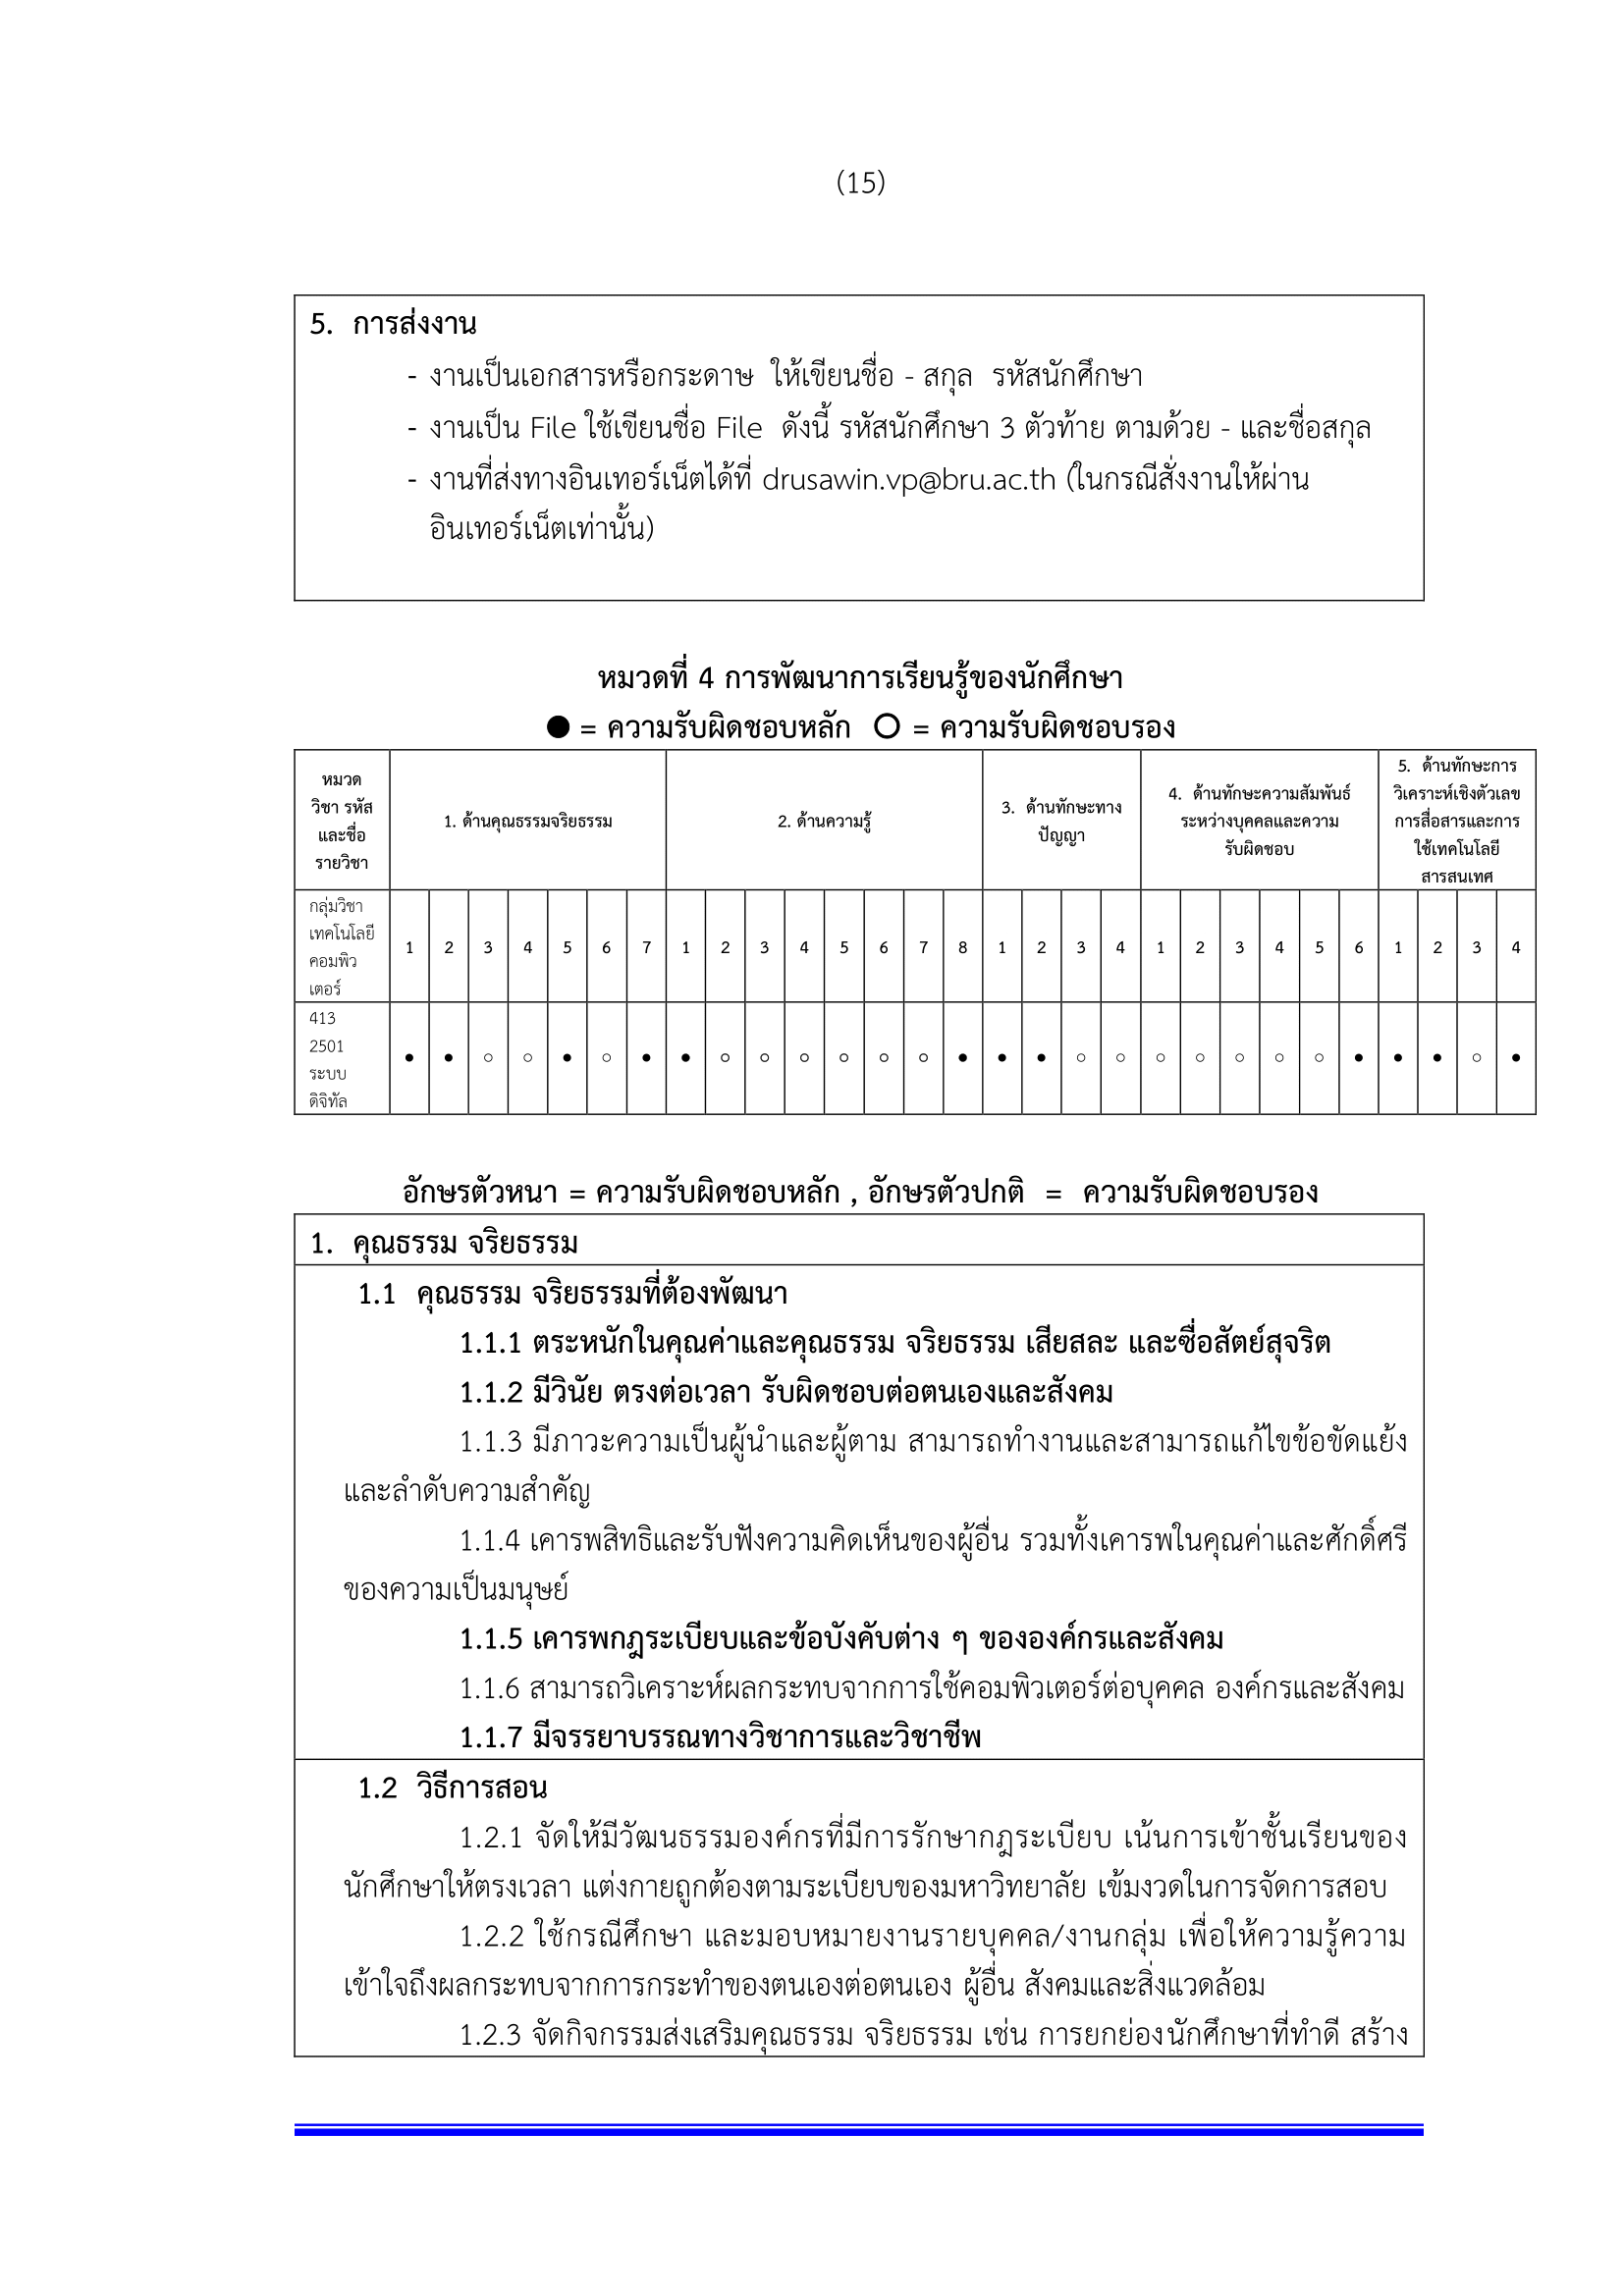 (15)
5. การส่งงาน
- งานเป็นเอกสารหรือกระดาษ ให้เขียนชื่อ - สกุล รหัสนักศึกษา
- งานเป็น File ใช้เขียนชื่อ File ดังนี้ รหัสนักศึกษา 3 ตัวท้าย ตามด้วย - และชื่อสกุล
- งานที่ส่งทางอินเทอร์เน็ตได้ที่ drusawin.vp@bru.ac.th (ในกรณีสั่งงานให้ผ่าน
อินเทอร์เน็ตเท่านั้น)
หมวดที่ 4 การพัฒนาการเรียนรู้ของนักศึกษา
● = ความรับผิดชอบหลัก ○ = ความรับผิดชอบรอง
หมวด
วิชา รหัส
และชื่อ
รายวิชา
1. ด้านคุณธรรมจริยธรรม
2. ด้านความรู้
3. ด้านทักษะทาง
ปัญญา
4. ด้านทักษะความสัมพันธ์
ระหว่างบุคคลและความ
รับผิดชอบ
5. ด้านทักษะการ
วิเคราะห์เชิงตัวเลข
การสื่อสารและการ
ใช้เทคโนโลยี
สารสนเทศ
กลุ่มวิชา
เทคโนโลยี
คอมพิว
เตอร์
1 2 3 4 5 6 7 1 2 3 4 5 6 7 8 1 2 3 4 1 2 3 4 5 6 1 2 3 4
413
2501
ระบบ
ดิจิทัล
● ● ○ ○ ● ○ ● ● ○ ○ ○ ○ ○ ○ ● ● ● ○ ○ ○ ○ ○ ○ ○ ● ● ● ○ ●
อักษรตัวหนา = ความรับผิดชอบหลัก , อักษรตัวปกติ = ความรับผิดชอบรอง
1. คุณธรรม จริยธรรม
1.1 คุณธรรม จริยธรรมที่ต้องพัฒนา
1.1.1 ตระหนักในคุณค่าและคุณธรรม จริยธรรม เสียสละ และซื่อสัตย์สุจริต
1.1.2 มีวินัย ตรงต่อเวลา รับผิดชอบต่อตนเองและสังคม
1.1.3 มีภาวะความเป็นผู้นำและผู้ตาม สามารถทำงานและสามารถแก้ไขข้อขัดแย้ง
และลำดับความสำคัญ
1.1.4 เคารพสิทธิและรับฟังความคิดเห็นของผู้อื่น รวมทั้งเคารพในคุณค่าและศักดิ์ศรี
ของความเป็นมนุษย์
1.1.5 เคารพกฎระเบียบและข้อบังคับต่าง ๆ ขององค์กรและสังคม
1.1.6 สามารถวิเคราะห์ผลกระทบจากการใช้คอมพิวเตอร์ต่อบุคคล องค์กรและสังคม
1.1.7 มีจรรยาบรรณทางวิชาการและวิชาชีพ
1.2 วิธีการสอน
1.2.1 จัดให้มีวัฒนธรรมองค์กรที่มีการรักษากฎระเบียบ เน้นการเข้าชั้นเรียนของ
นักศึกษาให้ตรงเวลา แต่งกายถูกต้องตามระเบียบของมหาวิทยาลัย เข้มงวดในการจัดการสอบ
1.2.2 ใช้กรณีศึกษา และมอบหมายงานรายบุคคล/งานกลุ่ม เพื่อให้ความรู้ความ
เข้าใจถึงผลกระทบจากการกระทำของตนเองต่อตนเอง ผู้อื่น สังคมและสิ่งแวดล้อม
1.2.3 จัดกิจกรรมส่งเสริมคุณธรรม จริยธรรม เช่น การยกย่องนักศึกษาที่ทำดี สร้าง